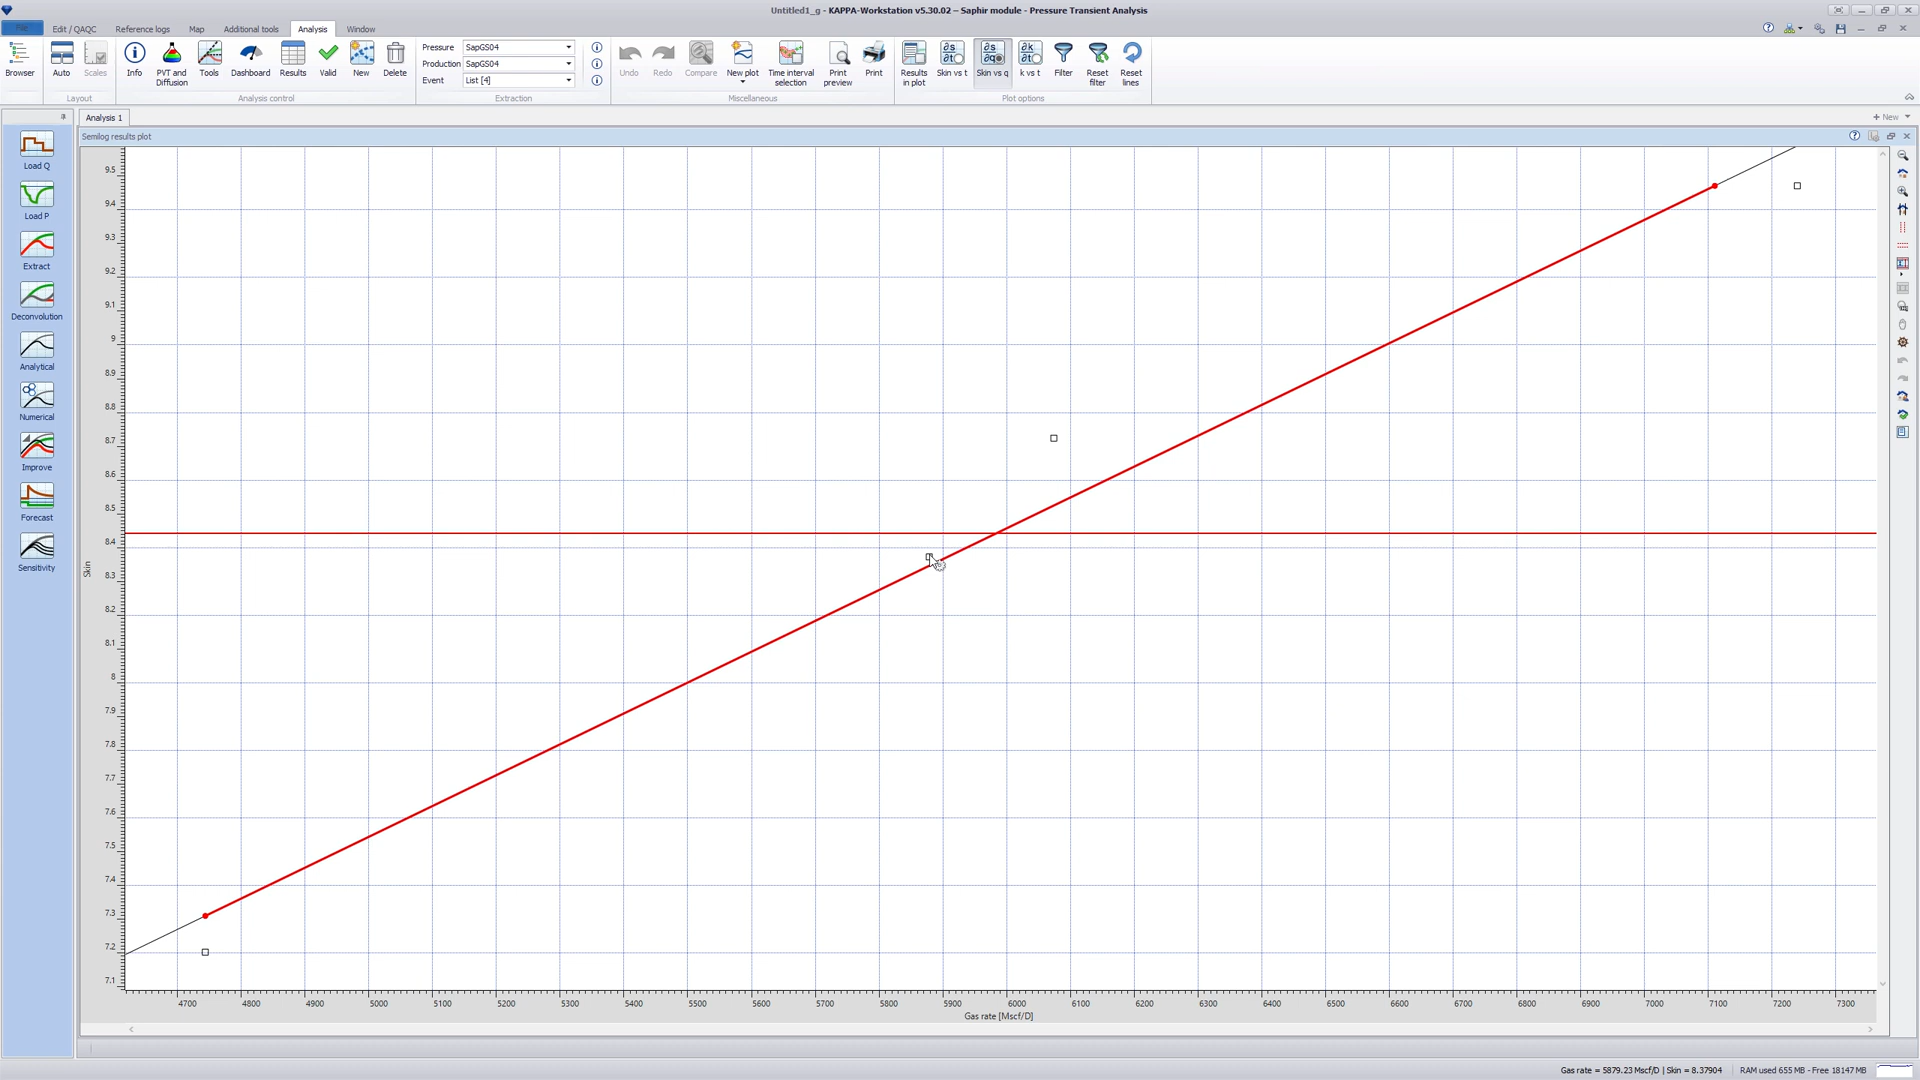 Untitled1_g - KAPPA-Workstation v5.30.02 – Saphir module - Pressure Transient Analysis
Edit / QAQC
Reference logs
Map
Additional tools
Analysis
Window
Browser
Auto
Scales
Layout
Info
PVT and Diffusion
Tools
Dashboard
Results
Valid
New
Delete
Analysis control
Pressure SapGS04
Production SapGS04
Event List [4]
Extraction
Undo
Redo
Compare
New plot
Time interval selection
Print preview
Print
Miscellaneous
Results in plot
Skin vs t
Skin vs q
k vs t
Filter
Reset filter
Reset lines
Plot options
Analysis 1
+ New
Semilog results plot
Load Q
Load P
Extract
Deconvolution
Analytical
Numerical
Improve
Forecast
Sensitivity
9.5
9.4
9.3
9.2
9.1
9
8.9
8.8
8.7
8.6
8.5
8.4
8.3
8.2
8.1
8
7.9
7.8
7.7
7.6
7.5
7.4
7.3
7.2
7.1
Skin
4700 4800 4900 5000 5100 5200 5300 5400 5500 5600 5700 5800 5900 6000 6100 6200 6300 6400 6500 6600 6700 6800 6900 7000 7100 7200 7300
Gas rate [Mscf/D]
Gas rate = 5879.23 Mscf/D | Skin = 8.37904
RAM used 655 MB - Free 18147 MB